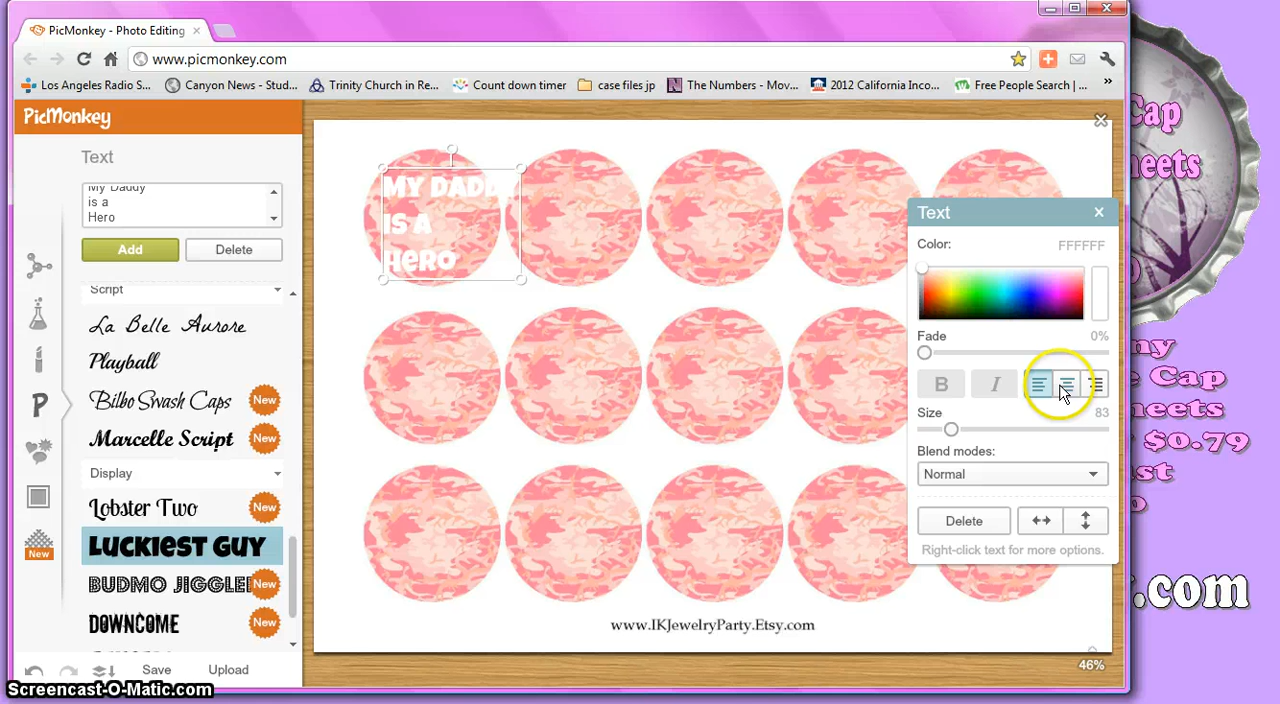 PicMonkey - Photo Editing
www.picmonkey.com
Los Angeles Radio S...
Canyon News - Stud...
Trinity Church in Re...
Count down timer
case files jp
The Numbers - Mov...
2012 California Inco...
Free People Search | ...
»
PicMonkey
Text
My Daddy
is a
Hero
Add
Delete
Script
La Belle Aurore
Playball
Bilbo Swash Caps
New
Marcelle Script
New
Display
Lobster Two
New
Luckiest Guy
BUDMO JIGGLE
New
DOWNCOME
New
New
Save
Upload
Screencast-O-Matic.com
MY DADD
IS A
HERO
www.IKJewelryParty.Etsy.com
46%
Text
Color:
FFFFFF
Fade
0%
B
I
Size
83
Blend modes:
Normal
Delete
Right-click text for more options.
Cap
heets
ny
e Cap
heets
$0.79
st
o
.com